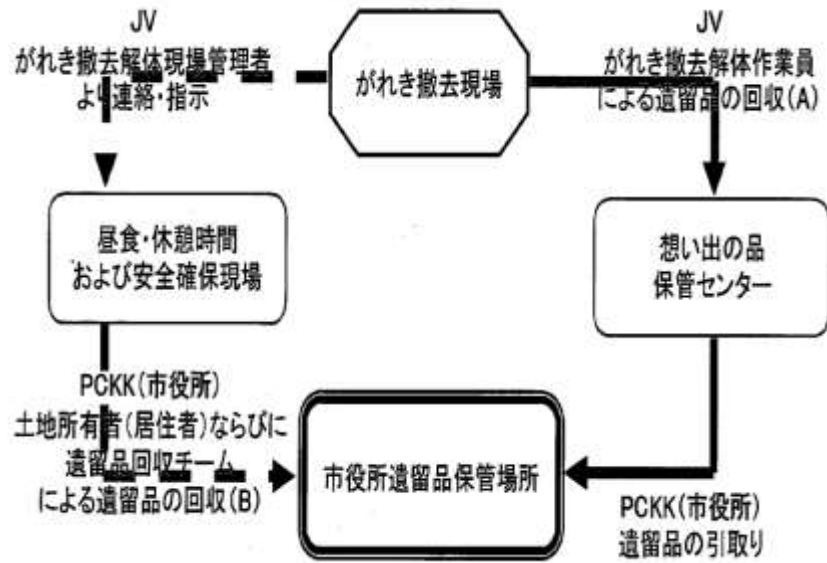 JV
がれき撤去解体現場管理者
より連絡・指示
がれき撤去現場
JV
がれき撤去解体作業員
による遺留品の回収(A)
昼食・休憩時間
および安全確保現場
想い出の品
保管センター
PCKK(市役所)
土地所有者(居住者)ならびに
遺留品回収チーム
による遺留品の回収(B)
市役所遺留品保管場所
PCKK(市役所)
遺留品の引取り